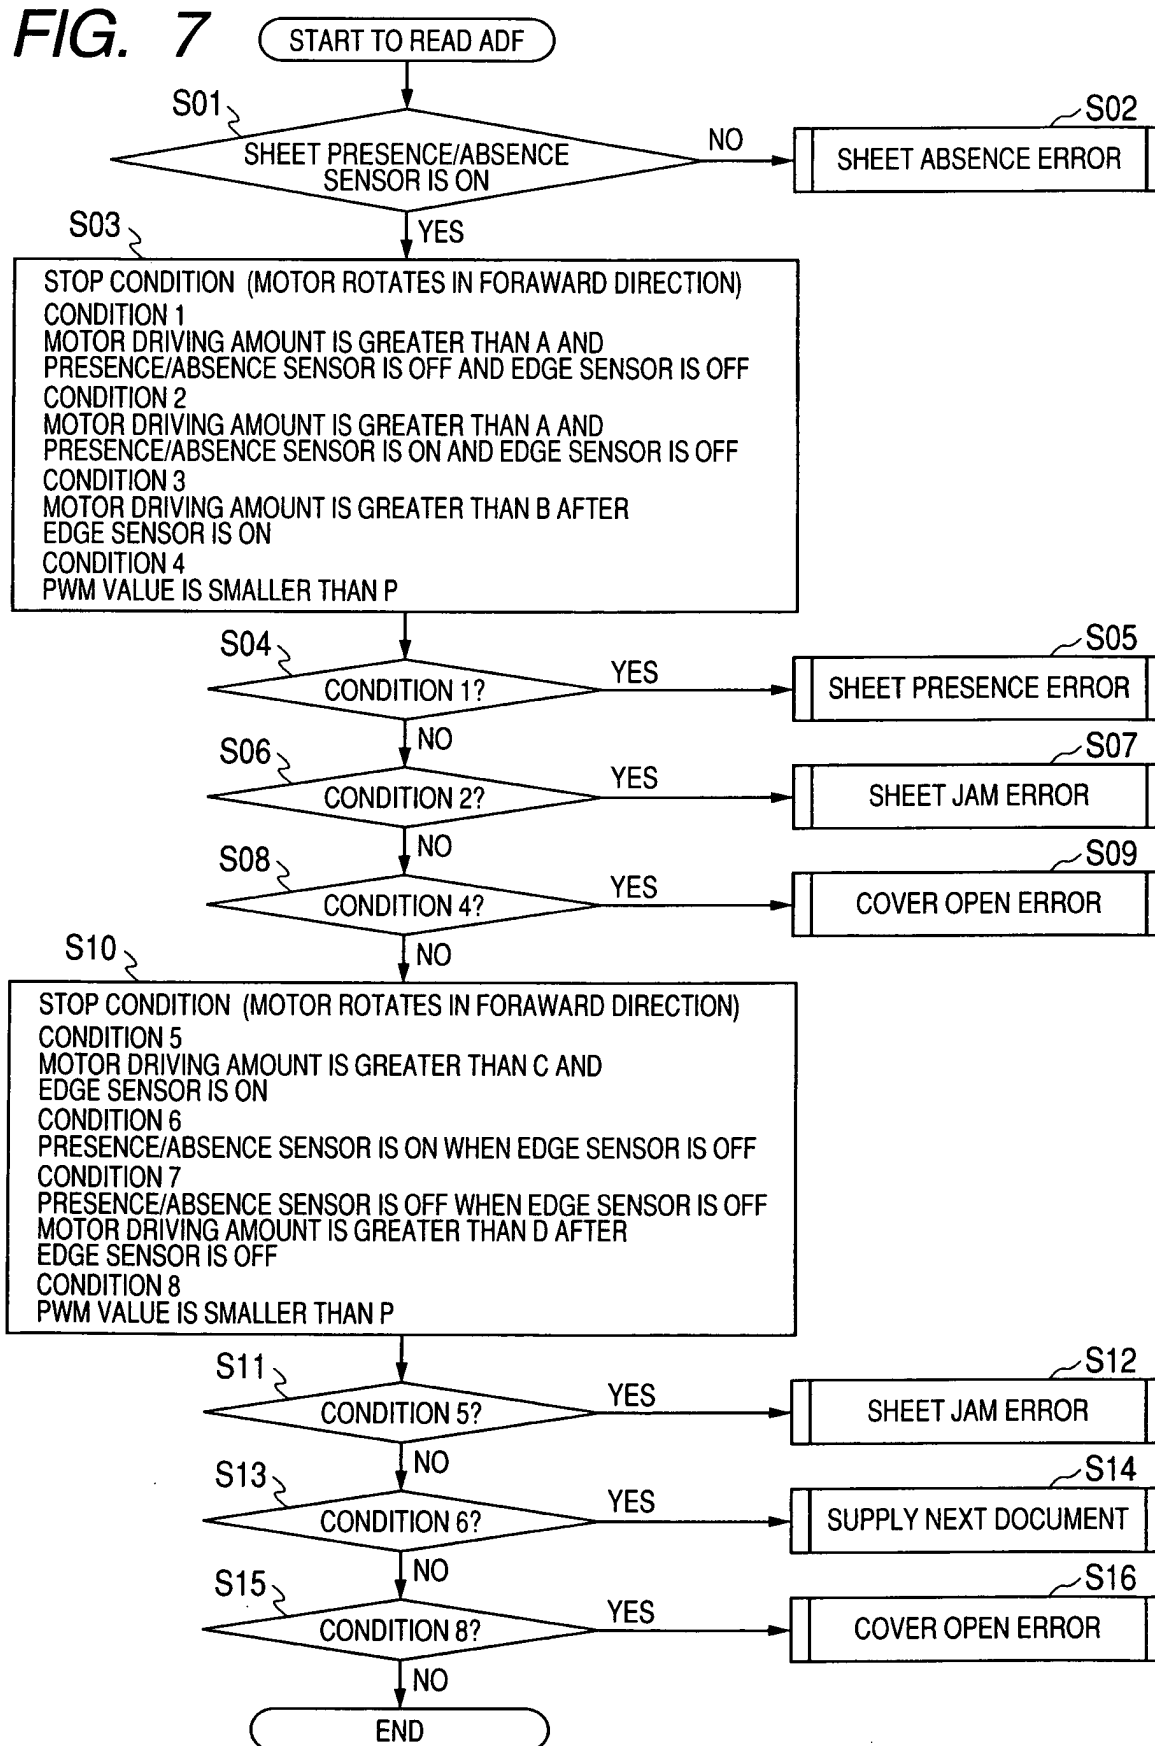 FIG. 7
START TO READ ADF
S01
SHEET PRESENCE/ABSENCE
SENSOR IS ON
NO
S02
SHEET ABSENCE ERROR
YES
S03
STOP CONDITION (MOTOR ROTATES IN FORAWARD DIRECTION)
CONDITION 1
MOTOR DRIVING AMOUNT IS GREATER THAN A AND
PRESENCE/ABSENCE SENSOR IS OFF AND EDGE SENSOR IS OFF
CONDITION 2
MOTOR DRIVING AMOUNT IS GREATER THAN A AND
PRESENCE/ABSENCE SENSOR IS ON AND EDGE SENSOR IS OFF
CONDITION 3
MOTOR DRIVING AMOUNT IS GREATER THAN B AFTER
EDGE SENSOR IS ON
CONDITION 4
PWM VALUE IS SMALLER THAN P
S04
CONDITION 1?
YES
S05
SHEET PRESENCE ERROR
NO
S06
CONDITION 2?
YES
S07
SHEET JAM ERROR
NO
S08
CONDITION 4?
YES
S09
COVER OPEN ERROR
NO
S10
STOP CONDITION (MOTOR ROTATES IN FORAWARD DIRECTION)
CONDITION 5
MOTOR DRIVING AMOUNT IS GREATER THAN C AND
EDGE SENSOR IS ON
CONDITION 6
PRESENCE/ABSENCE SENSOR IS ON WHEN EDGE SENSOR IS OFF
CONDITION 7
PRESENCE/ABSENCE SENSOR IS OFF WHEN EDGE SENSOR IS OFF
MOTOR DRIVING AMOUNT IS GREATER THAN D AFTER
EDGE SENSOR IS OFF
CONDITION 8
PWM VALUE IS SMALLER THAN P
S11
CONDITION 5?
YES
S12
SHEET JAM ERROR
NO
S13
CONDITION 6?
YES
S14
SUPPLY NEXT DOCUMENT
NO
S15
CONDITION 8?
YES
S16
COVER OPEN ERROR
NO
END